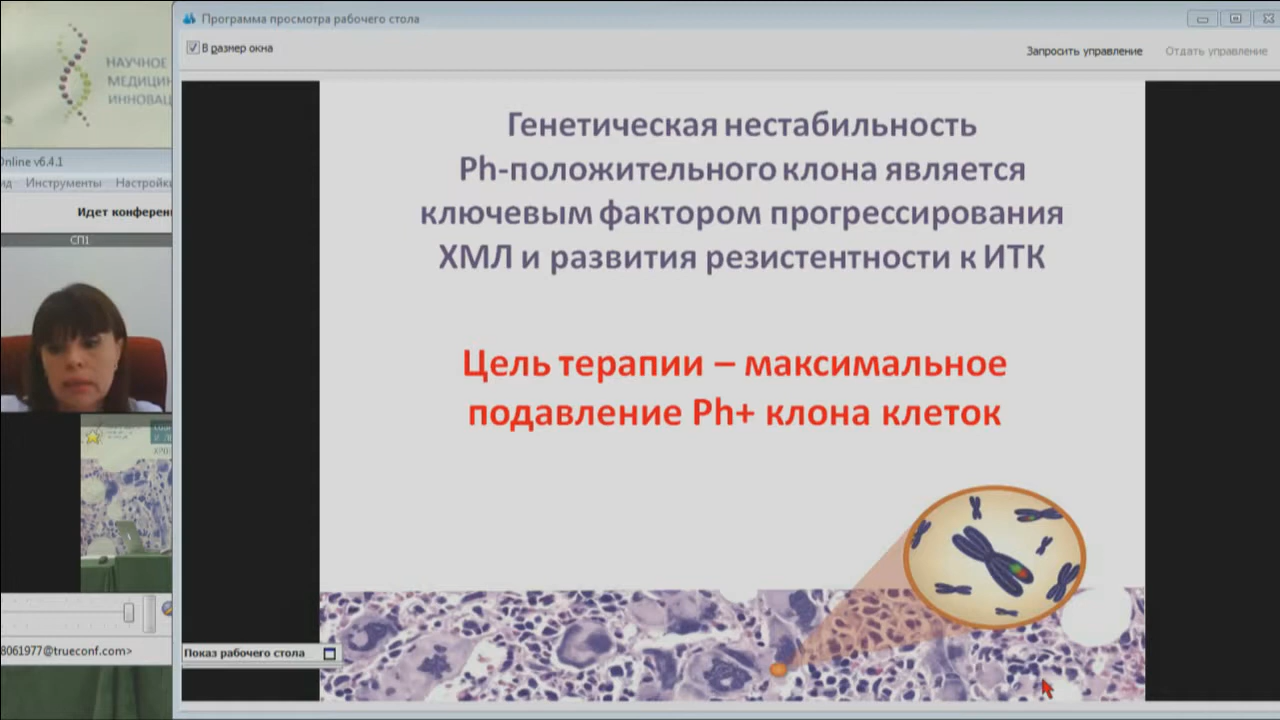 Программа просмотра рабочего стола
В размер окна
Запросить управление
Отдать управление
НАУЧНОЕ
МЕДИЦИН
ИННОВАЦ
Online v6.4.1
Инструменты
Настройки
Идет конферен
СП1
8061977@trueconf.com>
Генетическая нестабильность
Ph-положительного клона является
ключевым фактором прогрессирования
ХМЛ и развития резистентности к ИТК
Цель терапии – максимальное
подавление Ph+ клона клеток
Показ рабочего стола